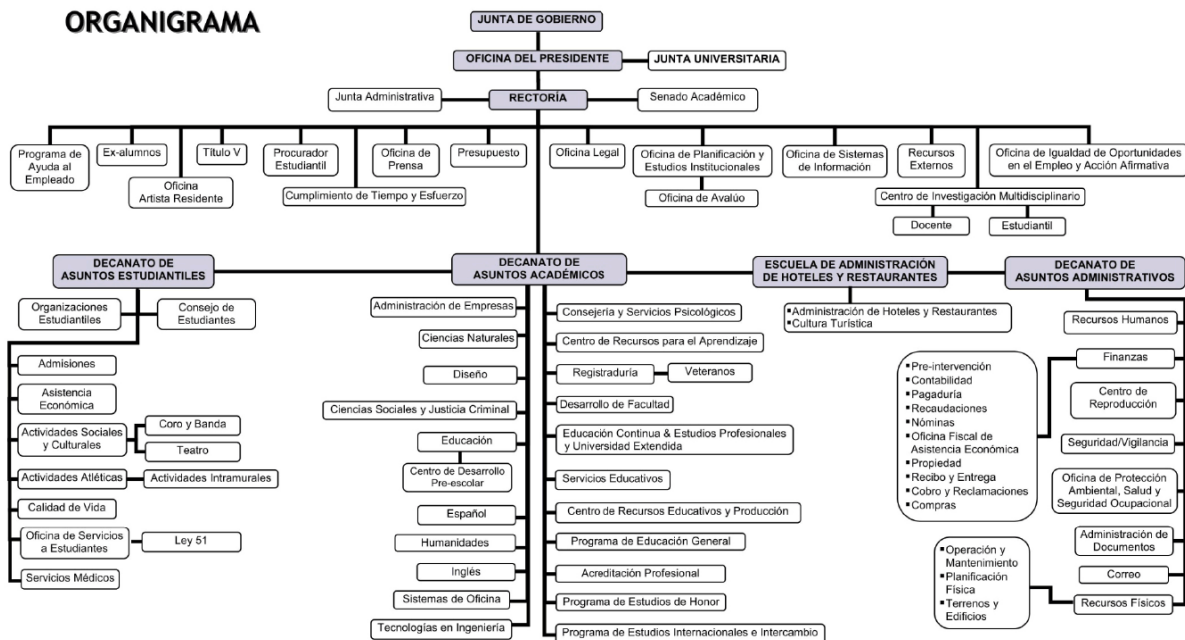 ORGANIGRAMA
JUNTA DE GOBIERNO
OFICINA DEL PRESIDENTE
JUNTA UNIVERSITARIA
Junta Administrativa
RECTORÍA
Senado Académico
Programa de
Ayuda al
Empleado
Ex-alumnos
Oficina
Artista Residente
Título V
Procurador
Estudiantil
Cumplimiento de Tiempo y Esfuerzo
Oficina de
Prensa
Presupuesto
Oficina Legal
Oficina de Planificación y
Estudios Institucionales
Oficina de Avalúo
Oficina de Sistemas
de Información
Recursos
Externos
Centro de Investigación Multidisciplinario
Docente
Estudiantil
Oficina de Igualdad de Oportunidades
en el Empleo y Acción Afirmativa
DECANATO DE
ASUNTOS ESTUDIANTILES
Organizaciones
Estudiantiles
Consejo de
Estudiantes
Admisiones
Asistencia
Económica
Actividades Sociales
y Culturales
Coro y Banda
Teatro
Actividades Atléticas
Actividades Intramurales
Calidad de Vida
Oficina de Servicios
a Estudiantes
Ley 51
Servicios Médicos
DECANATO DE
ASUNTOS ACADÉMICOS
Administración de Empresas
Ciencias Naturales
Diseño
Ciencias Sociales y Justicia Criminal
Educación
Centro de Desarrollo
Pre-escolar
Español
Humanidades
Inglés
Sistemas de Oficina
Tecnologías en Ingeniería
Consejería y Servicios Psicológicos
Centro de Recursos para el Aprendizaje
Registraduría
Veteranos
Desarrollo de Facultad
Educación Continua & Estudios Profesionales
y Universidad Extendida
Servicios Educativos
Centro de Recursos Educativos y Producción
Programa de Educación General
Acreditación Profesional
Programa de Estudios de Honor
Programa de Estudios Internacionales e Intercambio
ESCUELA DE ADMINISTRACIÓN
DE HOTELES Y RESTAURANTES
▪Administración de Hoteles y Restaurantes
▪Cultura Turística
DECANATO DE
ASUNTOS ADMINISTRATIVOS
Recursos Humanos
Finanzas
▪Pre-intervención
▪Contabilidad
▪Pagaduría
▪Recaudaciones
▪Nóminas
▪Oficina Fiscal de
Asistencia Económica
▪Propiedad
▪Recibo y Entrega
▪Cobro y Reclamaciones
▪Compras
Centro de
Reproducción
Seguridad/Vigilancia
Oficina de Protección
Ambiental, Salud y
Seguridad Ocupacional
Administración de
Documentos
Correo
Recursos Físicos
▪Operación y
Mantenimiento
▪Planificación
Física
▪Terrenos y
Edificios